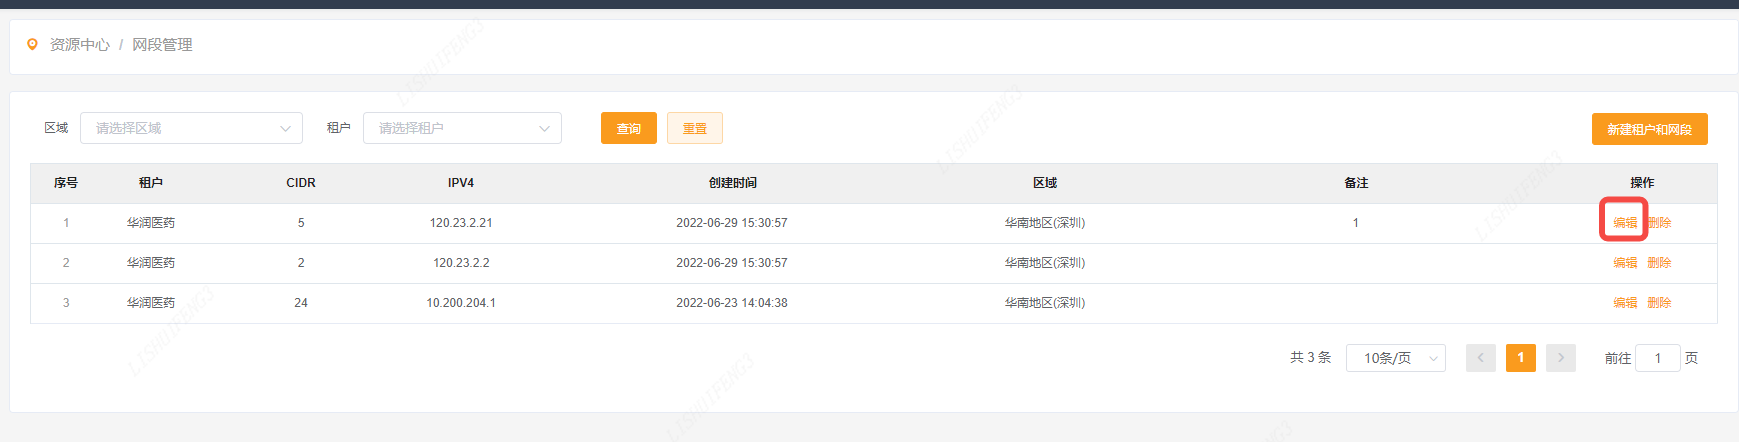 资源中心 / 网段管理
区域 请选择区域 租户 请选择租户 查询 重置 新建租户和网段
序号 租户 CIDR IPV4 创建时间 区域 备注 操作
1 华润医药 5 120.23.2.21 2022-06-29 15:30:57 华南地区(深圳) 1 编辑 删除
2 华润医药 2 120.23.2.2 2022-06-29 15:30:57 华南地区(深圳) 编辑 删除
3 华润医药 24 10.200.204.1 2022-06-23 14:04:38 华南地区(深圳) 编辑 删除
共 3 条 10条/页 1 前往 1 页
LISHUIFENG3
LISHUIFENG3
LISHUIFENG3
LISHUIFENG3
LISHUIFENG3